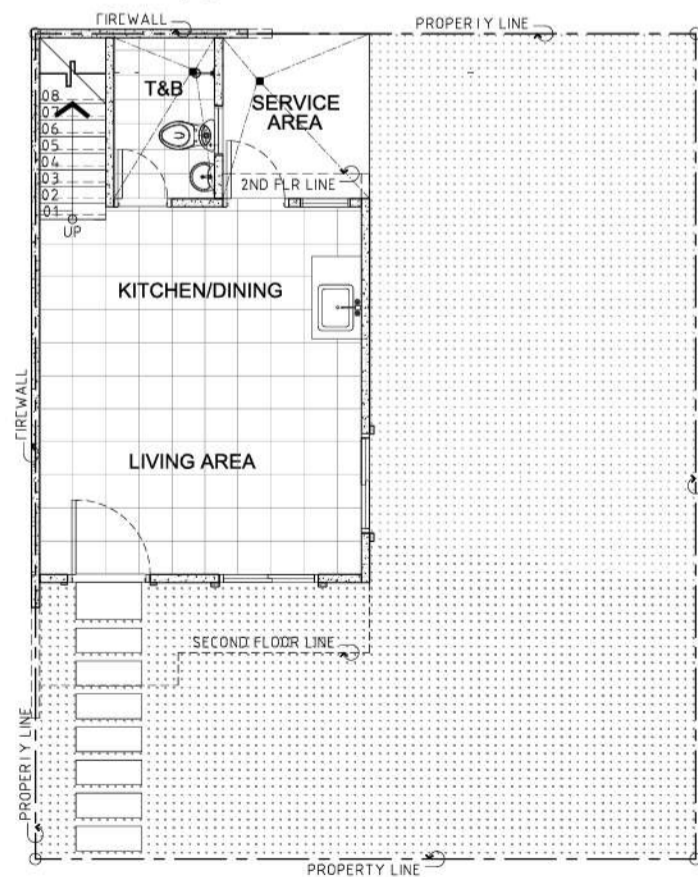 FIREWALL
PROPERTY LINE
T&B
SERVICE
AREA
08
07
06
05
04
03
02
01
UP
2ND FLR LINE
KITCHEN/DINING
FIREWALL
LIVING AREA
SECOND FLOOR LINE
PROPERTY LINE
PROPERTY LINE